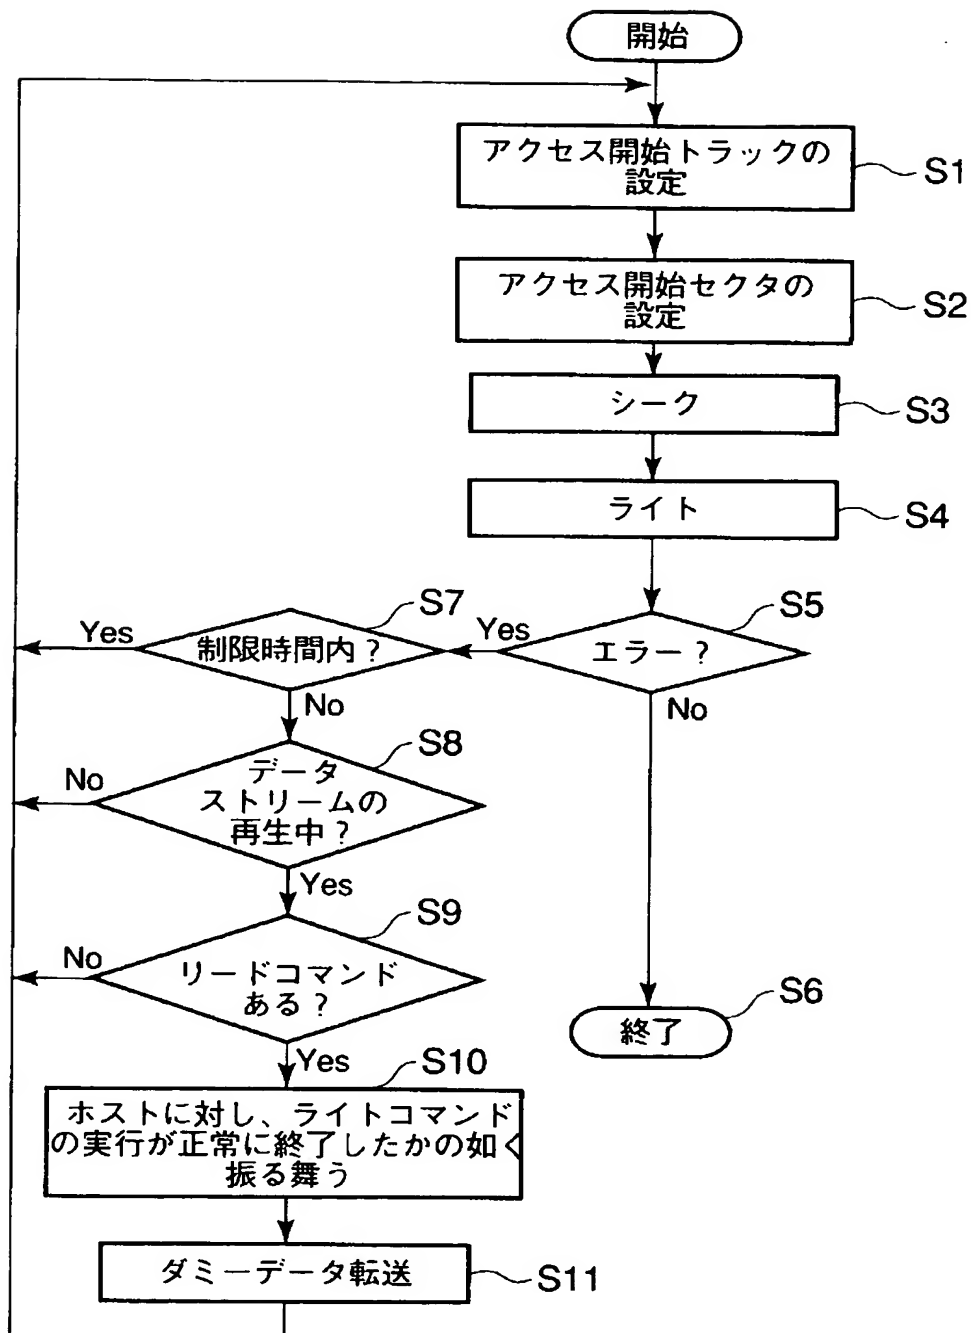 開始
アクセス開始トラックの
設定
S1
アクセス開始セクタの
設定
S2
シーク
S3
ライト
S4
S5
エラー？
Yes
No
S7
制限時間内？
Yes
No
S8
データ
ストリームの
再生中？
No
Yes
S9
リードコマンド
ある？
No
Yes
S6
終了
S10
ホストに対し、ライトコマンド
の実行が正常に終了したかの如く
振る舞う
ダミーデータ転送
S11